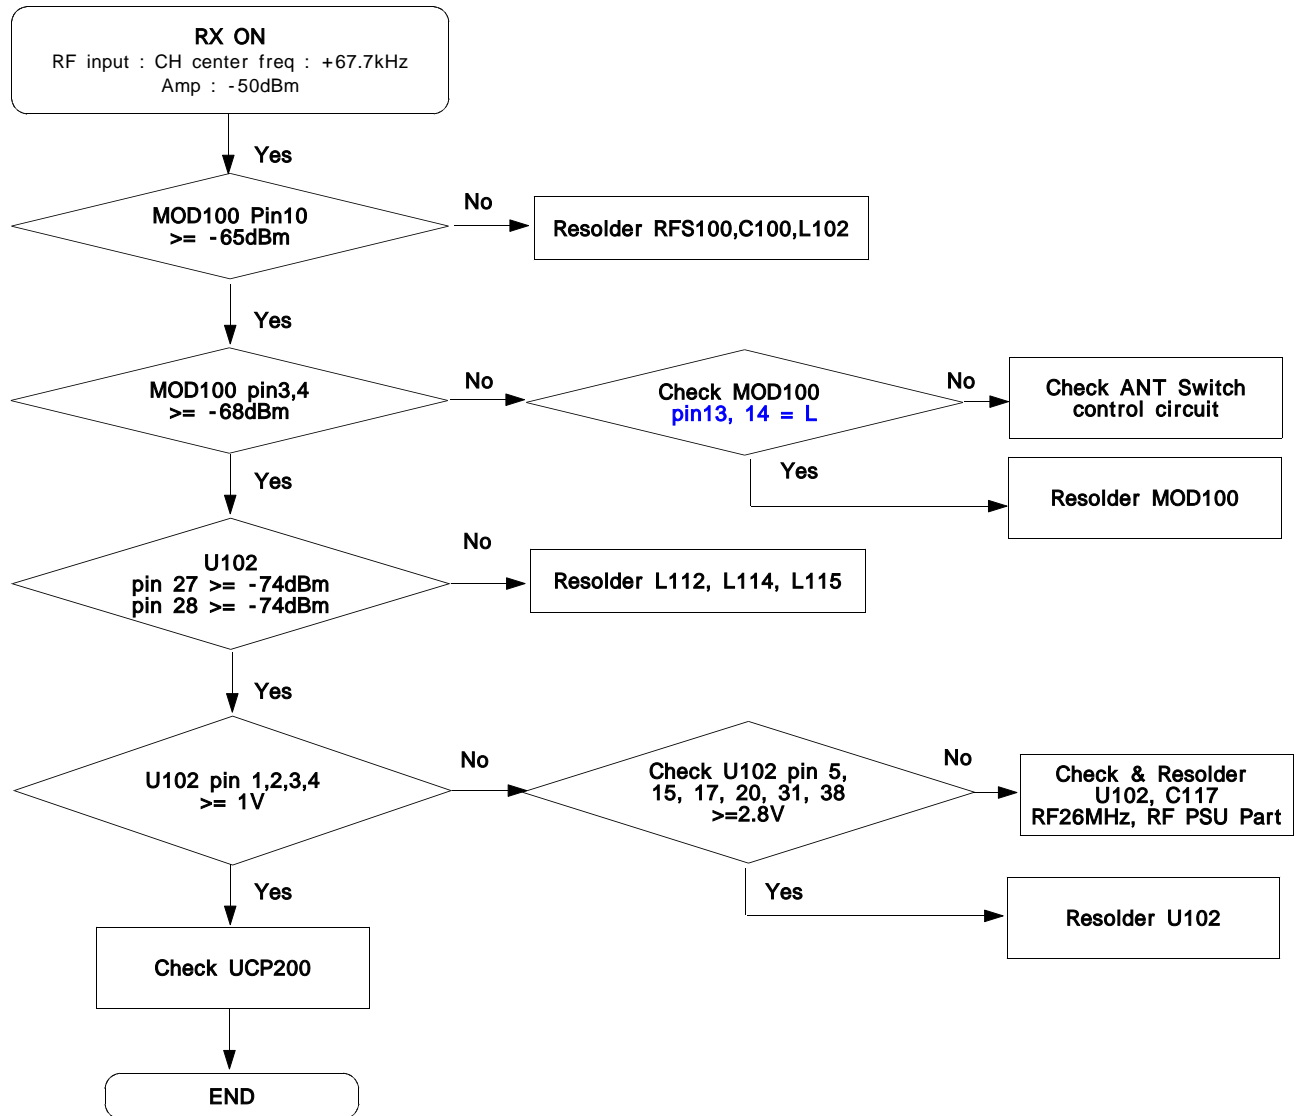 RX ON
RF input : CH center freq : +67.7kHz
Amp : -50dBm
Yes
MOD100 Pin10
>= -65dBm
No
Resolder RFS100,C100,L102
Yes
MOD100 pin3,4
>= -68dBm
No
Check MOD100
pin13, 14 = L
No
Check ANT Switch
control circuit
Yes
Resolder MOD100
Yes
U102
pin 27 >= -74dBm
pin 28 >= -74dBm
No
Resolder L112, L114, L115
Yes
U102 pin 1,2,3,4
>= 1V
No
Check U102 pin 5,
15, 17, 20, 31, 38
>=2.8V
No
Check & Resolder
U102, C117
RF26MHz, RF PSU Part
Yes
Resolder U102
Yes
Check UCP200
END